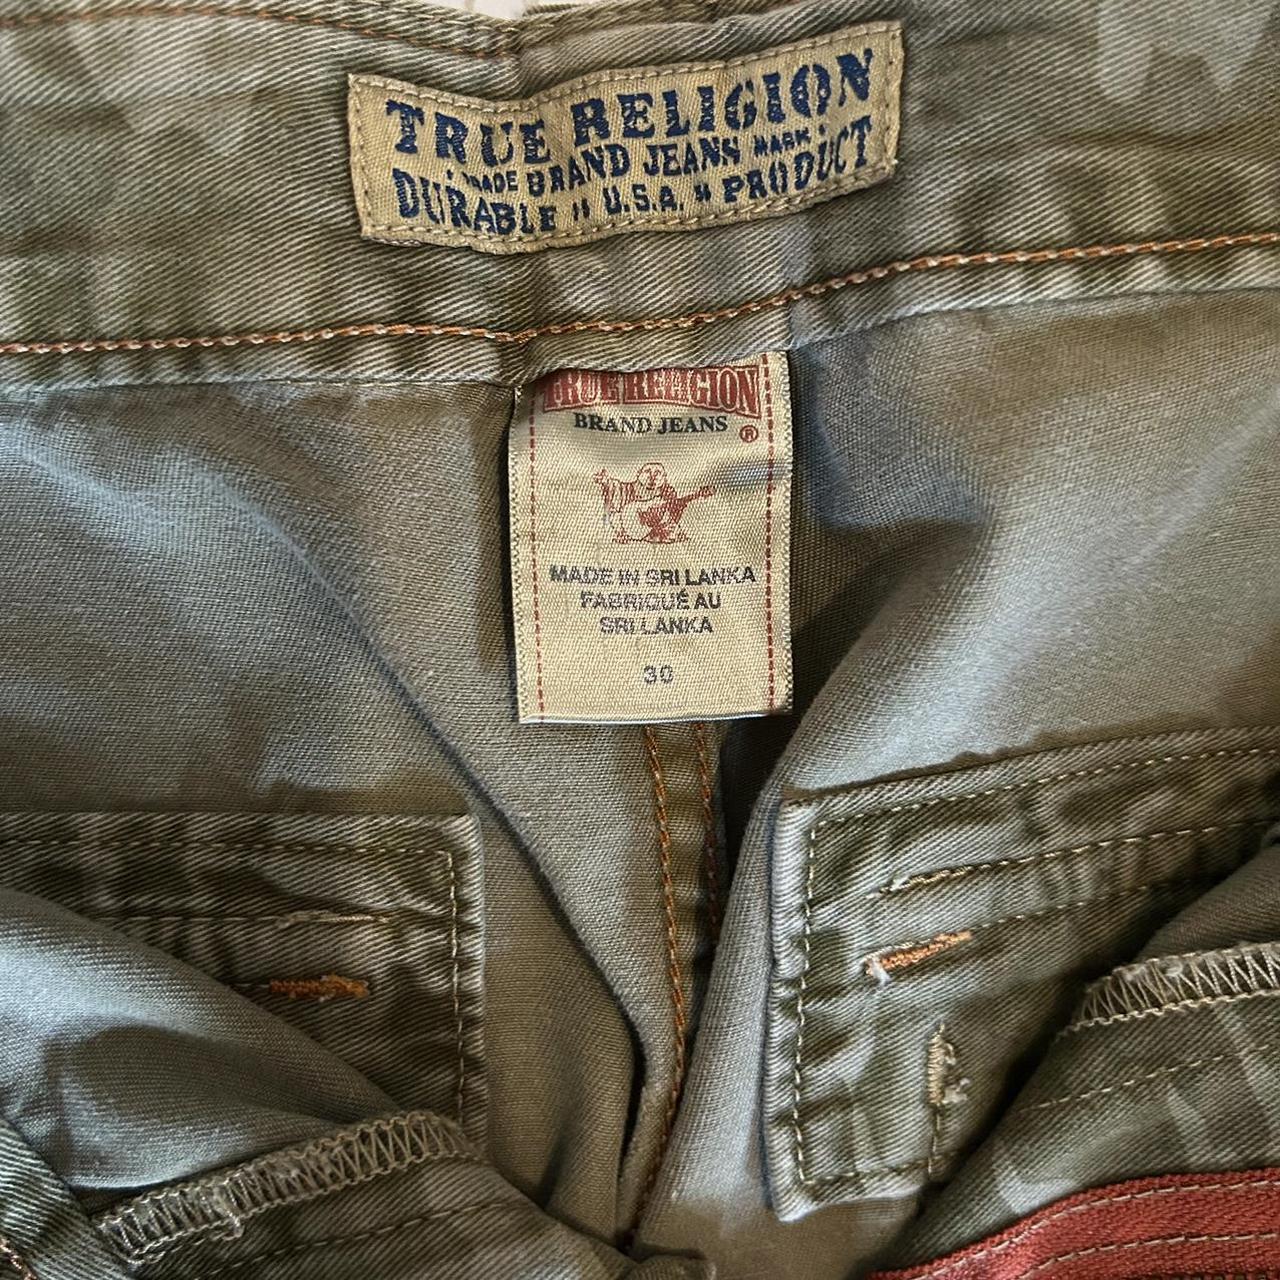 TRUE RELIGION
TRADE BRAND JEANS MARK
DURABLE " U.S.A. " PRODUCT
TRUE RELIGION
BRAND JEANS ®
MADE IN SRI LANKA
FABRIQUÉ AU
SRI LANKA
30